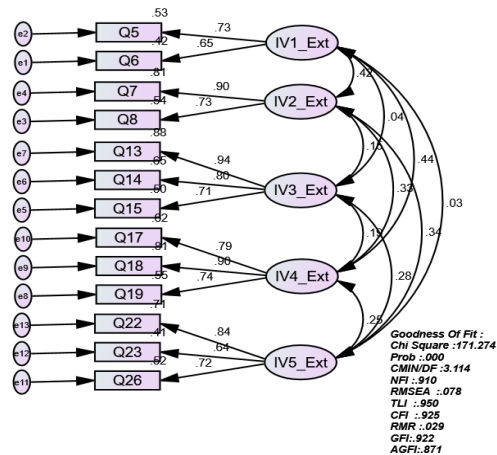 .53
e2 Q5 .73
.42
e1 Q6 .65 IV1_Ext
.81
e4 Q7 .90 .42
.54
e3 Q8 .73 IV2_Ext
.88 .04
e7 Q13 .94
.65 .44
e6 Q14 .80 IV3_Ext .33 .03
.50
e5 Q15 .71 .34
.62
e10 Q17 .79
.81
e9 Q18 .90 IV4_Ext .28
.55
e8 Q19 .74
.71 .25
e13 Q22 .84
.41
e12 Q23 .64 IV5_Ext
.52
e11 Q26 .72
Goodness Of Fit :
Chi Square :171.274
Prob :.000
CMIN/DF :3.114
NFI :.910
RMSEA :.078
TLI :.950
CFI :.925
RMR :.029
GFI:.922
AGFI:.871